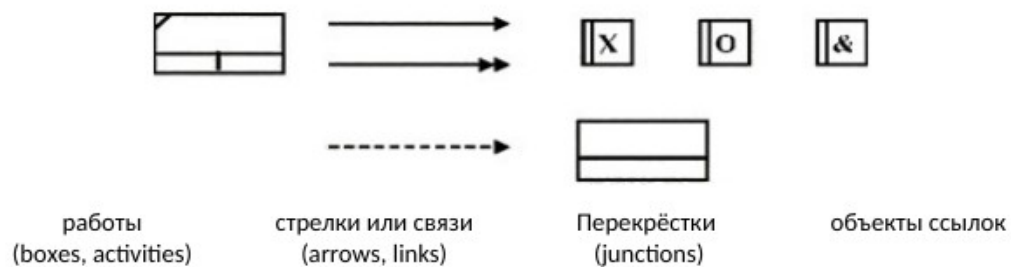 X O &
работы стрелки или связи Перекрёстки объекты ссылок
(boxes, activities) (arrows, links) (junctions)